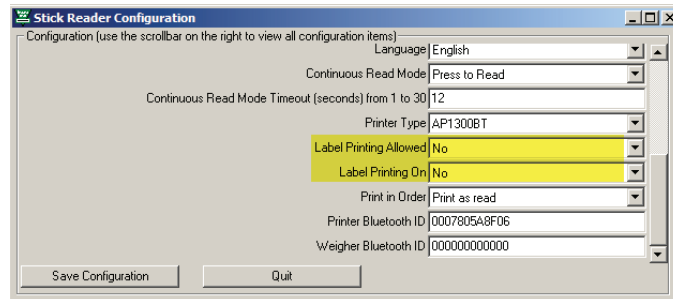 Stick Reader Configuration
Configuration (use the scrollbar on the right to view all configuration items)
Language English
Continuous Read Mode Press to Read
Continuous Read Mode Timeout (seconds) from 1 to 30 12
Printer Type AP1300BT
Label Printing Allowed No
Label Printing On No
Print in Order Print as read
Printer Bluetooth ID 0007805A8F06
Weigher Bluetooth ID 000000000000
Save Configuration Quit